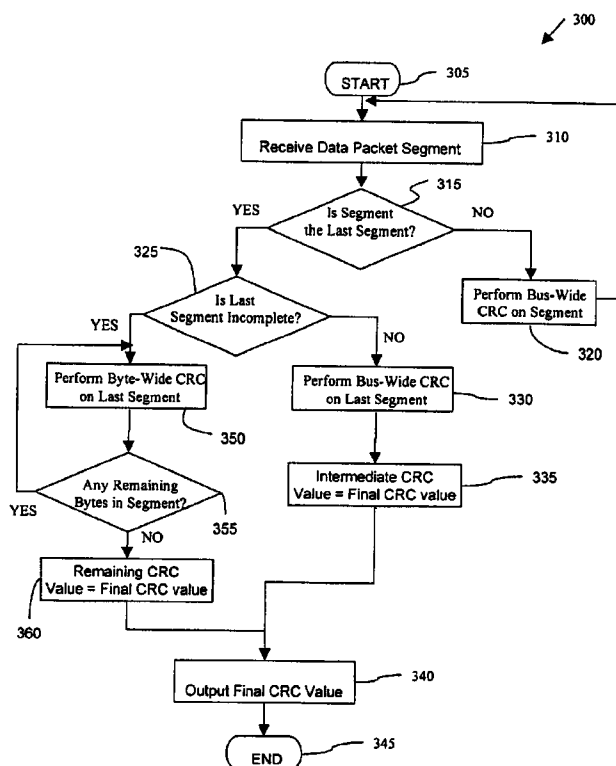 300
START
305
Receive Data Packet Segment
310
315
Is Segment
the Last Segment?
YES
NO
325
Is Last
Segment Incomplete?
YES
NO
Perform Bus-Wide
CRC on Segment
320
Perform Byte-Wide CRC
on Last Segment
350
Perform Bus-Wide CRC
on Last Segment
330
Any Remaining
Bytes in Segment?
YES
NO
355
Intermediate CRC
Value = Final CRC value
335
Remaining CRC
Value = Final CRC value
360
Output Final CRC Value
340
END
345